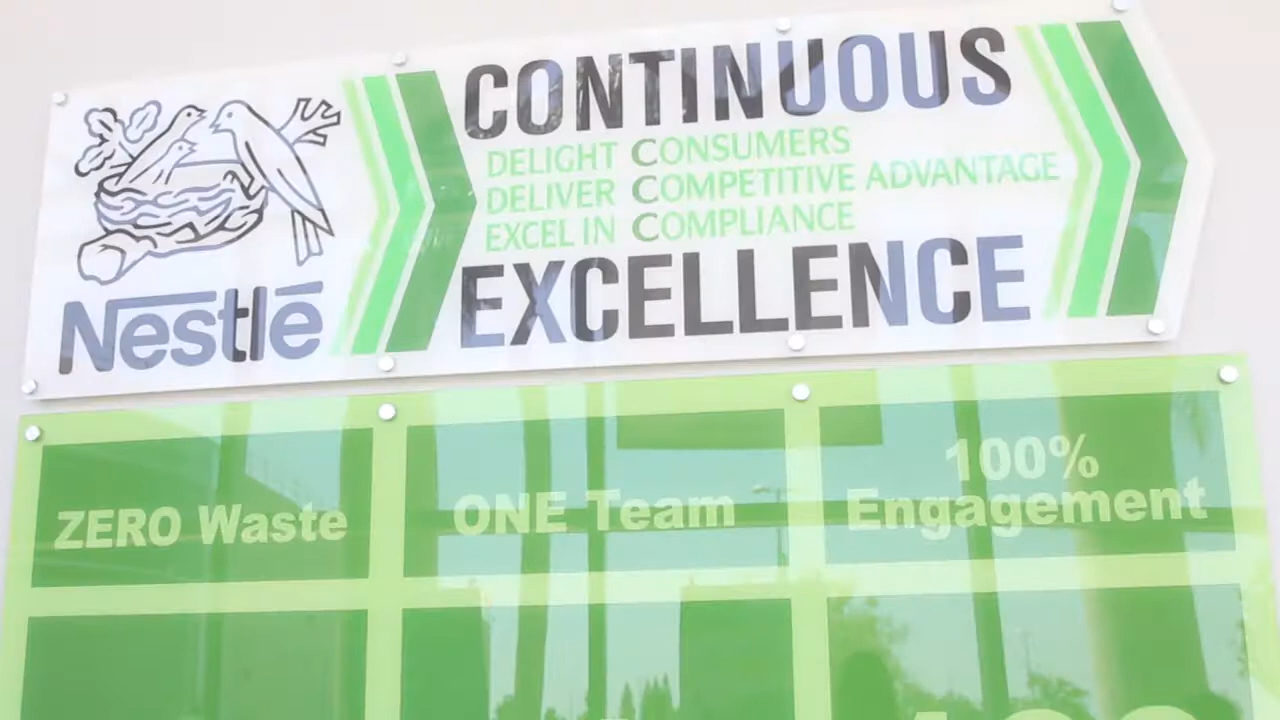 Nestlé
CONTINUOUS
DELIGHT CONSUMERS
DELIVER COMPETITIVE ADVANTAGE
EXCEL IN COMPLIANCE
EXCELLENCE
ZERO Waste
ONE Team
100%
Engagement